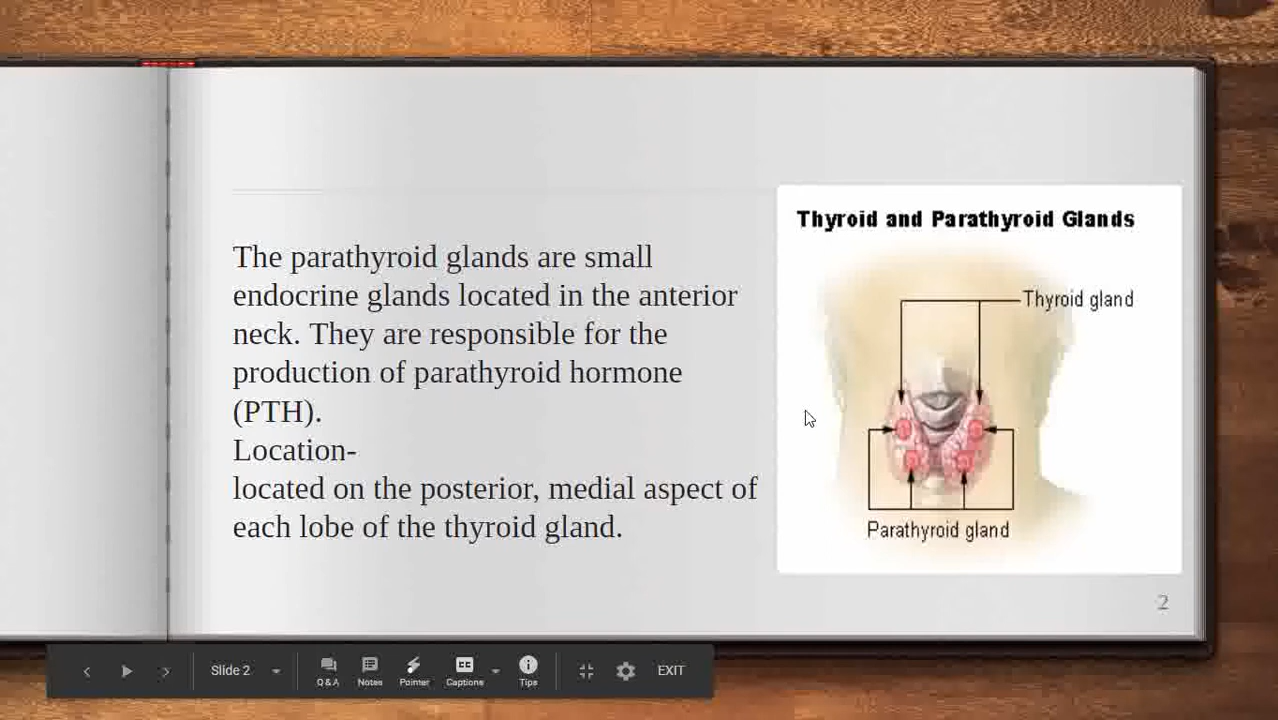 The parathyroid glands are small
endocrine glands located in the anterior
neck. They are responsible for the
production of parathyroid hormone
(PTH).
Location-
located on the posterior, medial aspect of
each lobe of the thyroid gland.
Thyroid and Parathyroid Glands
Thyroid gland
Parathyroid gland
2
Slide 2
Q&A
Notes
Pointer
CC
Captions
Tips
EXIT